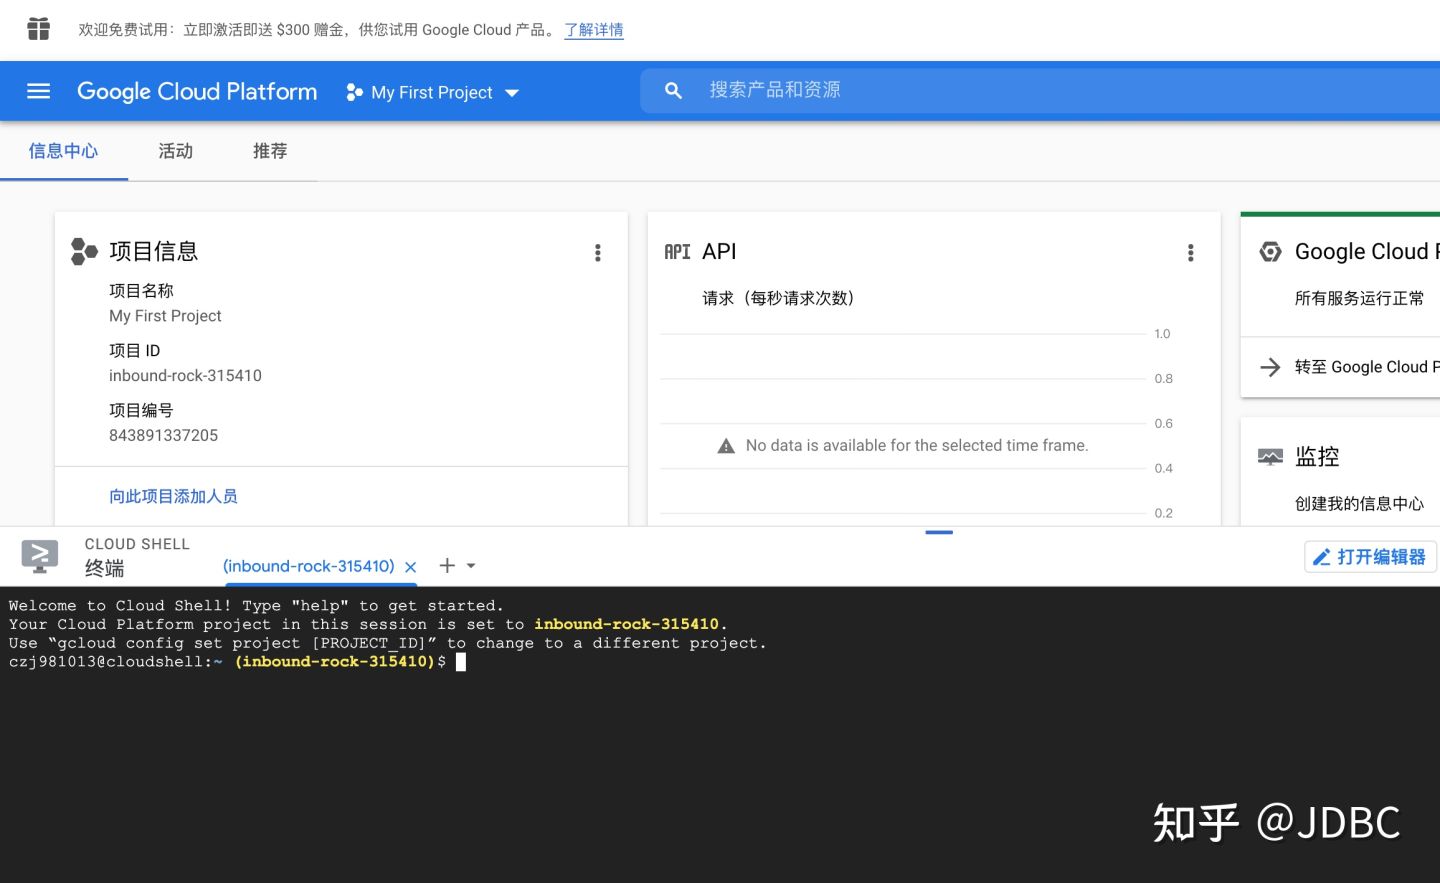 欢迎免费试用：立即激活即送 $300 赠金，供您试用 Google Cloud 产品。 了解详情
Google Cloud Platform My First Project 搜索产品和资源
信息中心 活动 推荐
项目信息
项目名称
My First Project
项目 ID
inbound-rock-315410
项目编号
843891337205
向此项目添加人员
API API
请求（每秒请求次数）
1.0
0.8
0.6
No data is available for the selected time frame.
0.4
0.2
Google Cloud P
所有服务运行正常
转至 Google Cloud P
监控
创建我的信息中心
CLOUD SHELL
终端 (inbound-rock-315410) 打开编辑器
Welcome to Cloud Shell! Type "help" to get started.
Your Cloud Platform project in this session is set to inbound-rock-315410.
Use “gcloud config set project [PROJECT_ID]” to change to a different project.
czj981013@cloudshell:~ (inbound-rock-315410)$
知乎 @JDBC